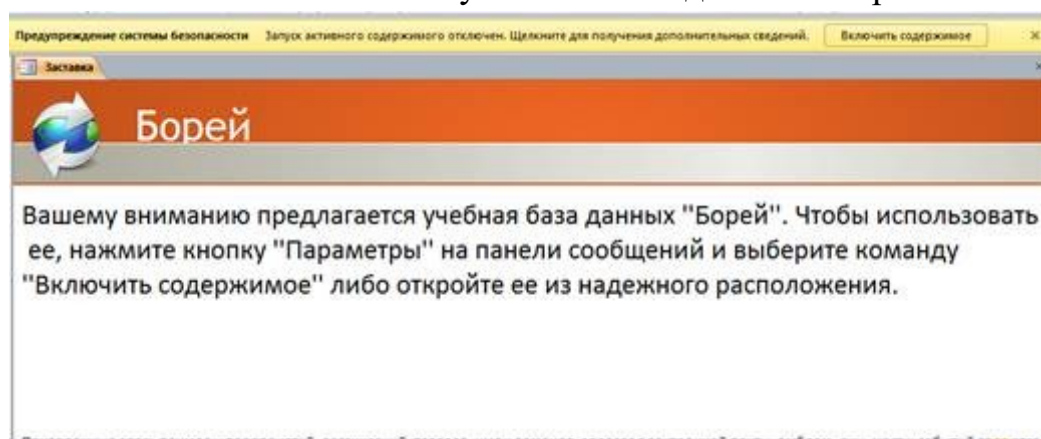 Предупреждение системы безопасности Запуск активного содержимого отключен. Щелкните для получения дополнительных сведений. Включить содержимое
Заставка
Борей
Вашему вниманию предлагается учебная база данных "Борей". Чтобы использовать
ее, нажмите кнопку "Параметры" на панели сообщений и выберите команду
"Включить содержимое" либо откройте ее из надежного расположения.